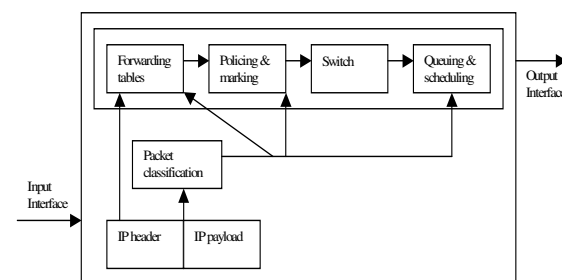 Forwarding
tables
Policing &
marking
Switch
Queuing &
scheduling
Output
Interface
Packet
classification
Input
Interface
IP header
IP payload